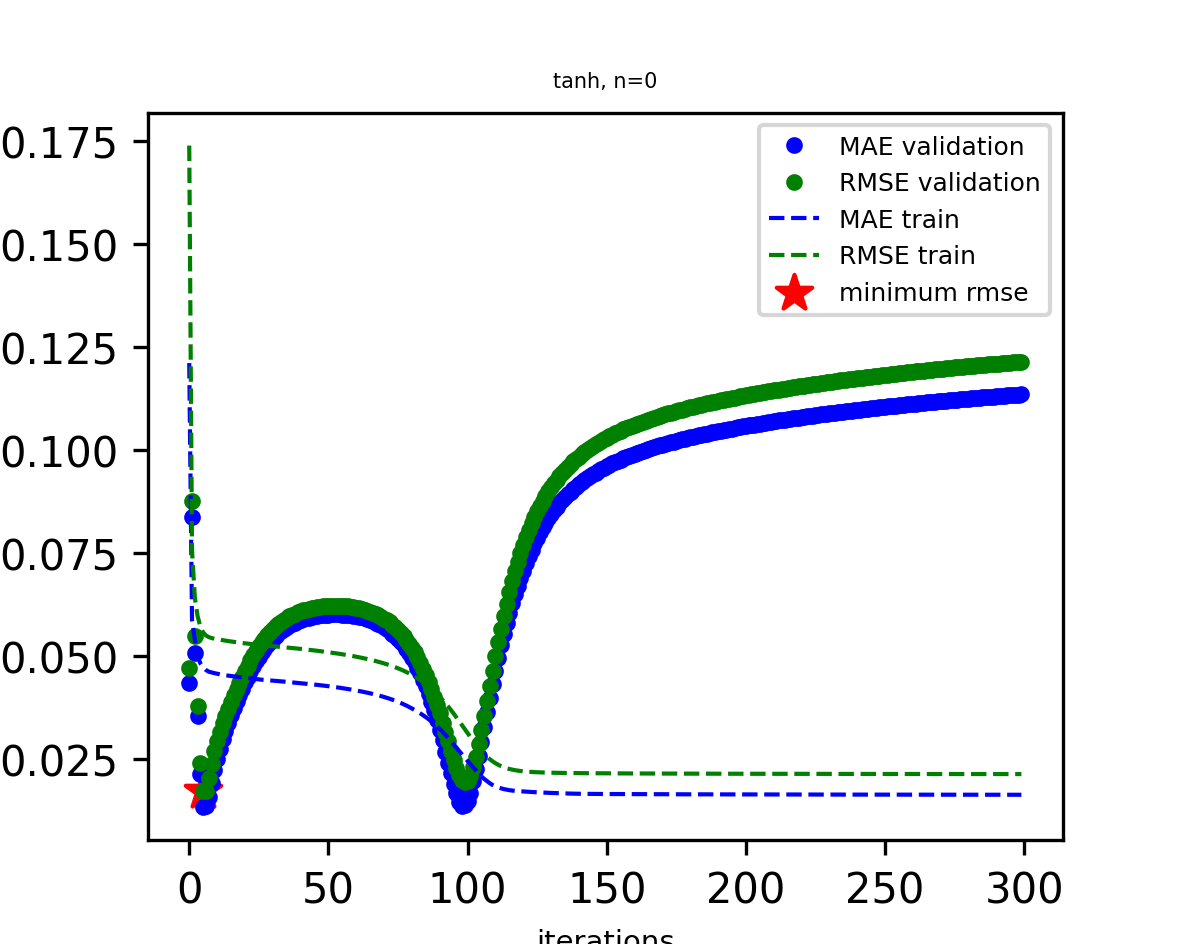 tanh, n=0
0.175
0.150
0.125
0.100
0.075
0.050
0.025
MAE validation
RMSE validation
MAE train
RMSE train
minimum rmse
0 50 100 150 200 250 300
iterations